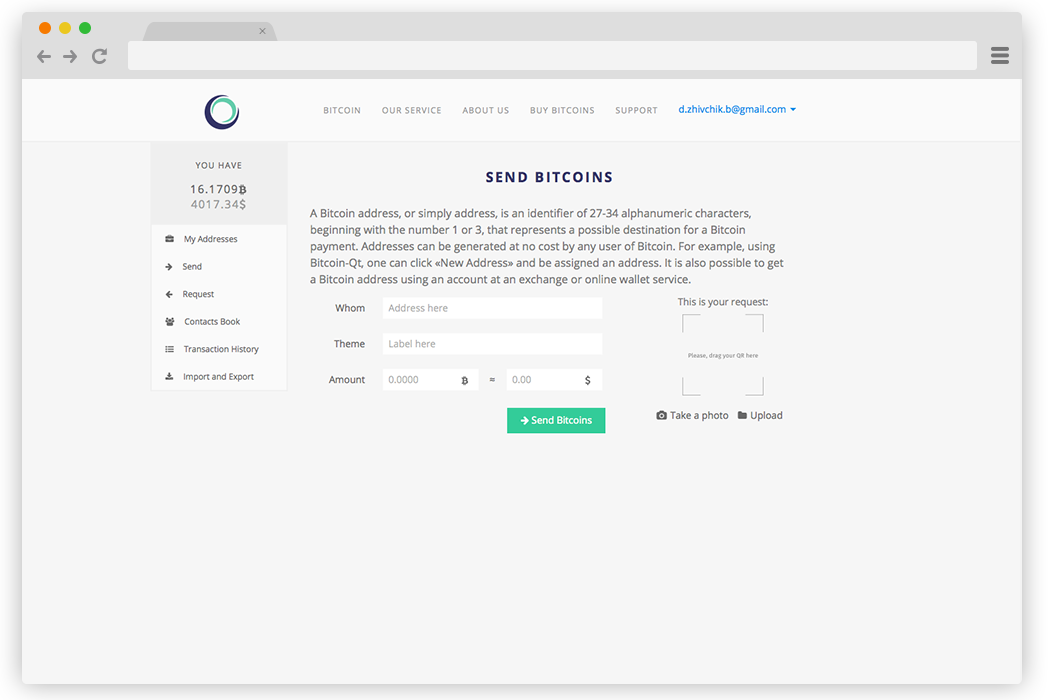 BITCOIN OUR SERVICE ABOUT US BUY BITCOINS SUPPORT d.zhivchik.b@gmail.com
YOU HAVE
16.1709฿
4017.34$
My Addresses
Send
Request
Contacts Book
Transaction History
Import and Export
SEND BITCOINS
A Bitcoin address, or simply address, is an identifier of 27-34 alphanumeric characters,
beginning with the number 1 or 3, that represents a possible destination for a Bitcoin
payment. Addresses can be generated at no cost by any user of Bitcoin. For example, using
Bitcoin-Qt, one can click «New Address» and be assigned an address. It is also possible to get
a Bitcoin address using an account at an exchange or online wallet service.
Whom Address here
Theme Label here
Amount 0.0000 ฿ ≈ 0.00 $
Send Bitcoins
This is your request:
Please, drag your QR here
Take a photo Upload